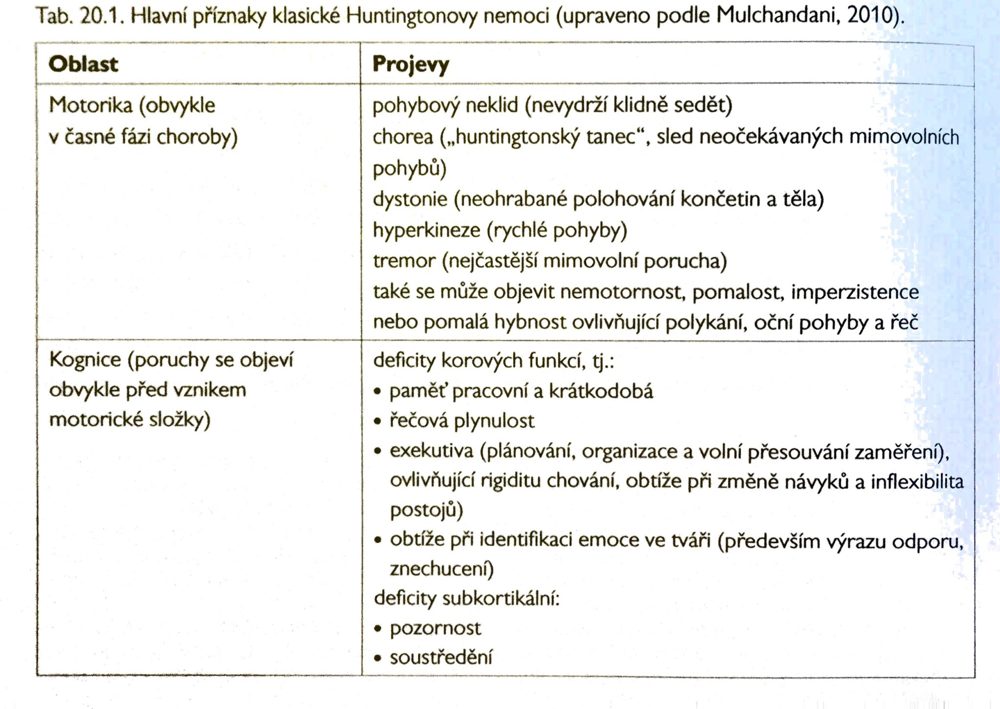 Tab. 20.1. Hlavní příznaky klasické Huntingtonovy nemoci (upraveno podle Mulchandani, 2010).
Oblast
Projevy
Motorika (obvykle
v časné fázi choroby)
pohybový neklid (nevydrží klidně sedět)
chorea („huntingtonský tanec“, sled neočekávaných mimovolních
pohybů)
dystonie (neohrabané polohování končetin a těla)
hyperkineze (rychlé pohyby)
tremor (nejčastější mimovolní porucha)
také se může objevit nemotornost, pomalost, imperzistence
nebo pomalá hybnost ovlivňující polykání, oční pohyby a řeč
Kognice (poruchy se objeví
obvykle před vznikem
motorické složky)
deficity korových funkcí, tj.:
• paměť pracovní a krátkodobá
• řečová plynulost
• exekutiva (plánování, organizace a volní přesouvání zaměření),
ovlivňující rigiditu chování, obtíže při změně návyků a inflexibilita
postojů)
• obtíže při identifikaci emoce ve tváři (především výrazu odporu,
znechucení)
deficity subkortikální:
• pozornost
• soustředění